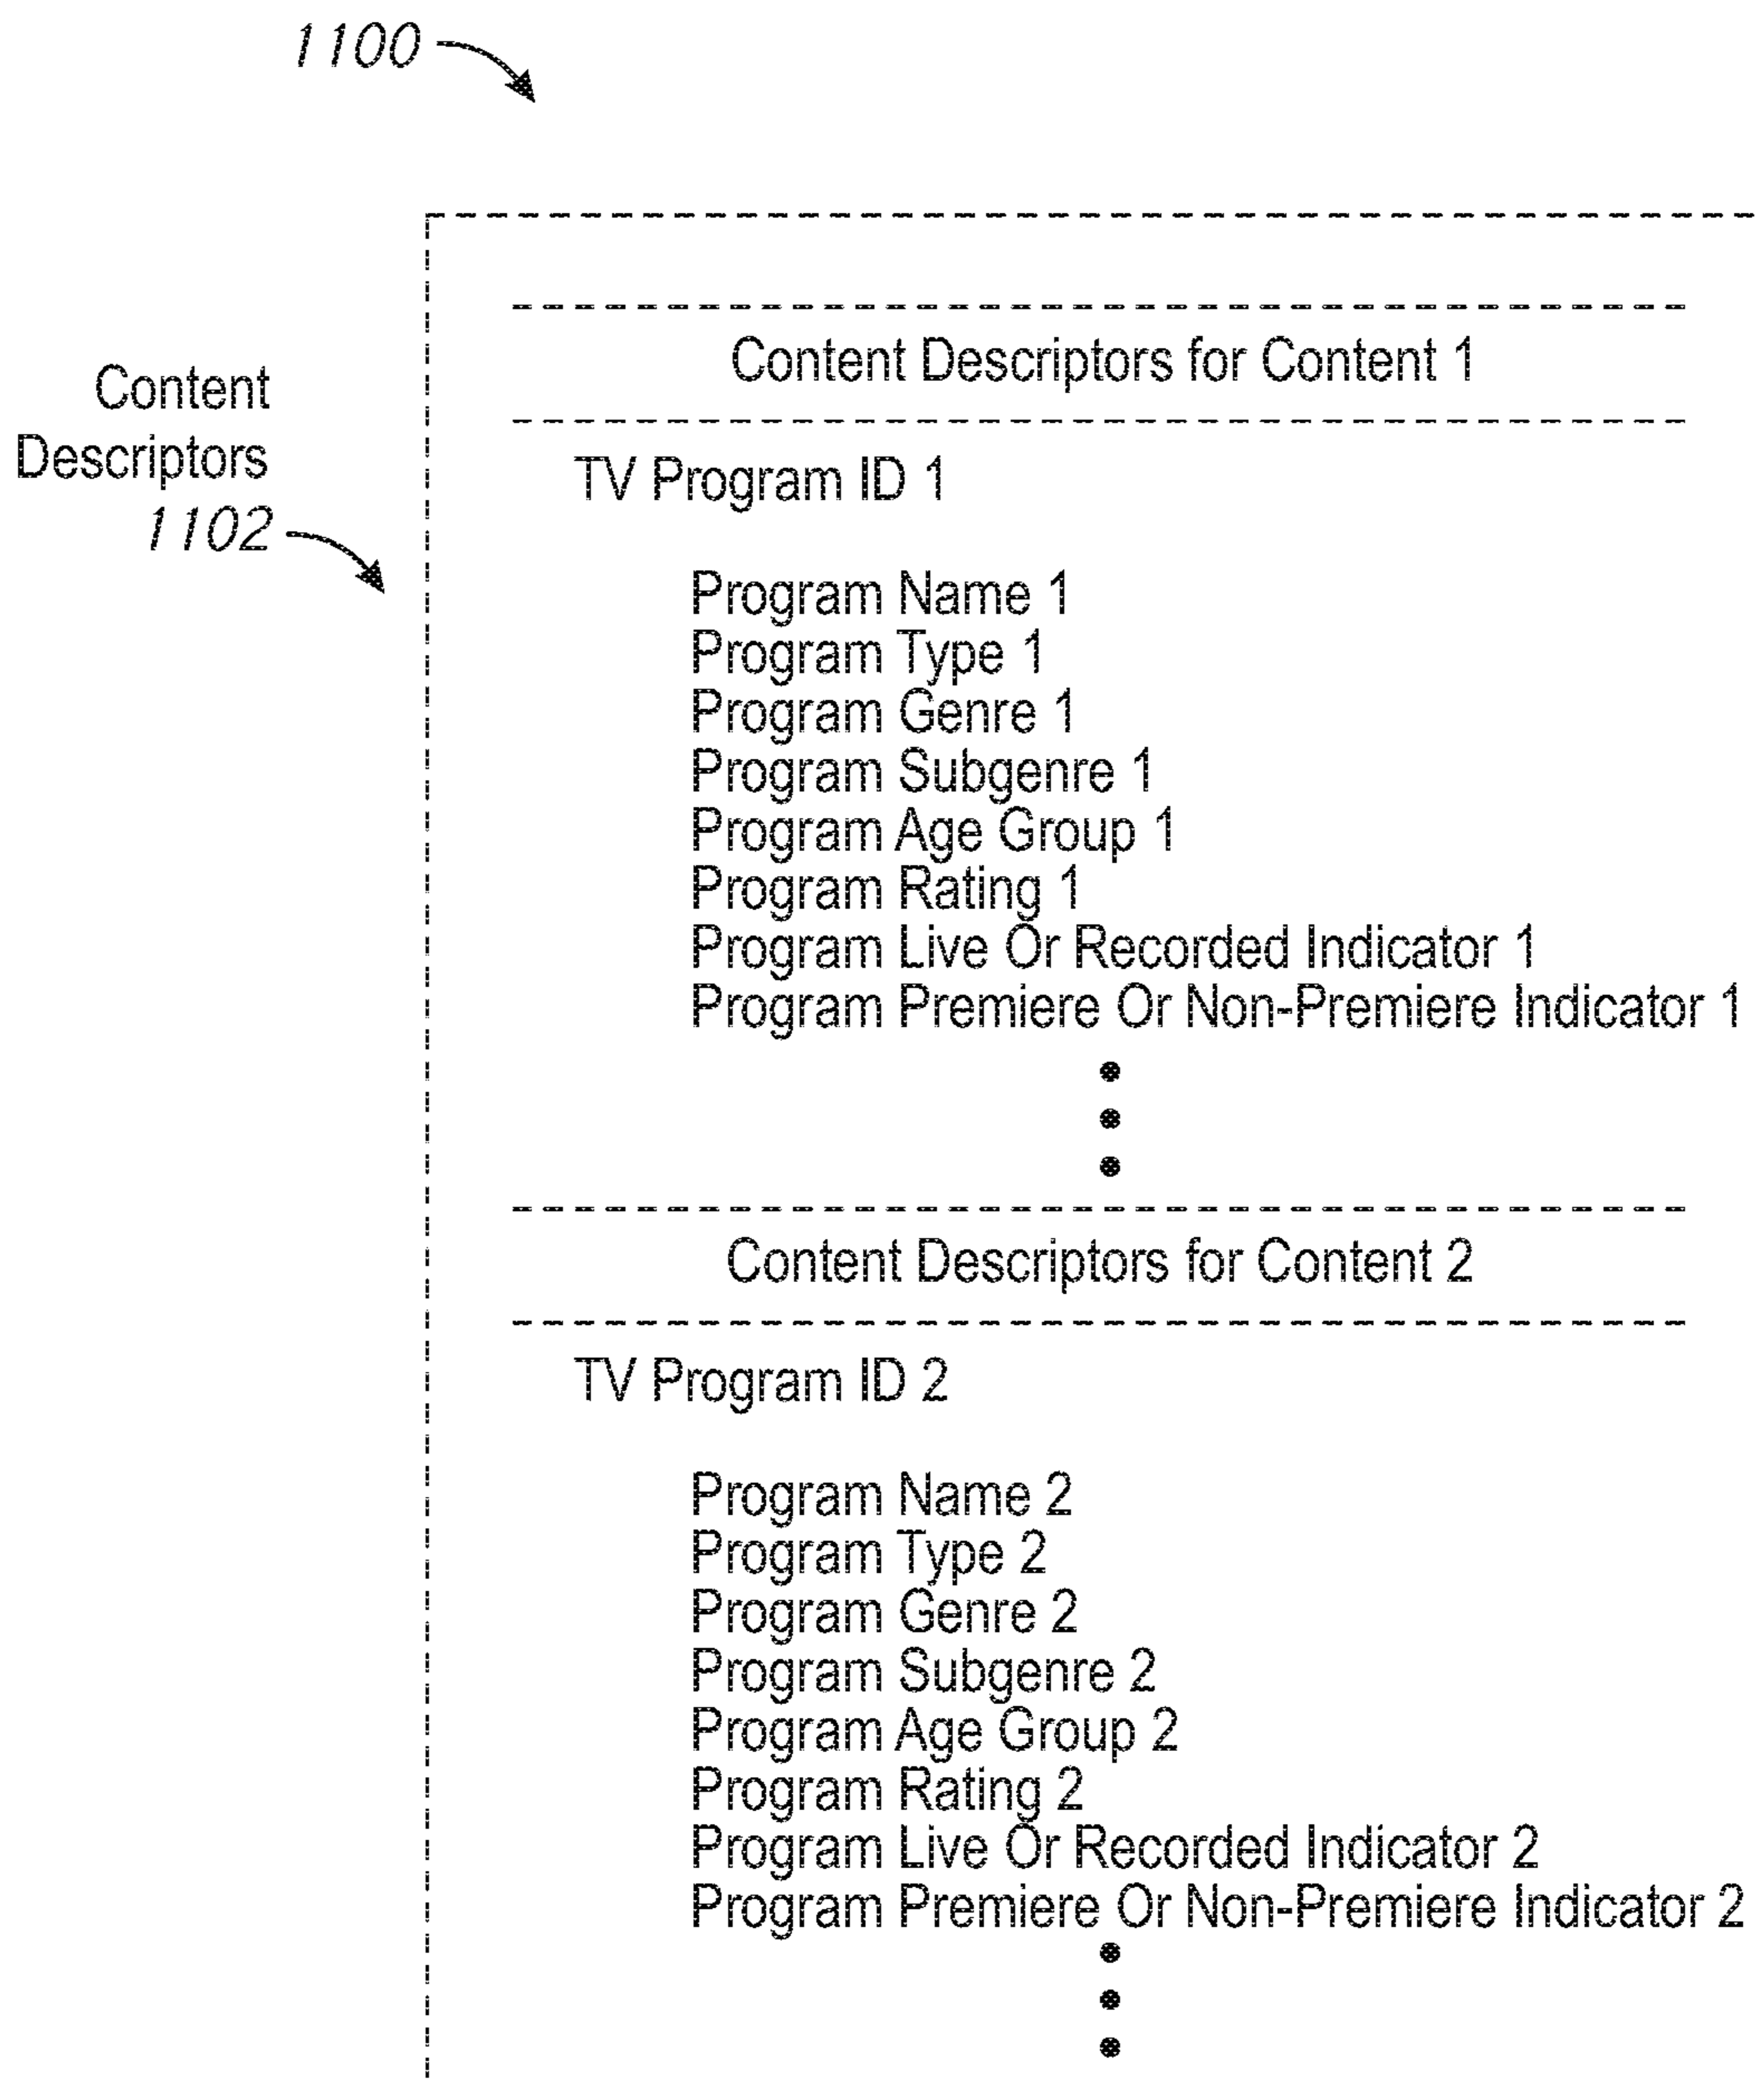 1100
Content
Descriptors
1102
Content Descriptors for Content 1
TV Program ID 1
Program Name 1
Program Type 1
Program Genre 1
Program Subgenre 1
Program Age Group 1
Program Rating 1
Program Live Or Recorded Indicator 1
Program Premiere Or Non-Premiere Indicator 1
Content Descriptors for Content 2
TV Program ID 2
Program Name 2
Program Type 2
Program Genre 2
Program Subgenre 2
Program Age Group 2
Program Rating 2
Program Live Or Recorded Indicator 2
Program Premiere Or Non-Premiere Indicator 2